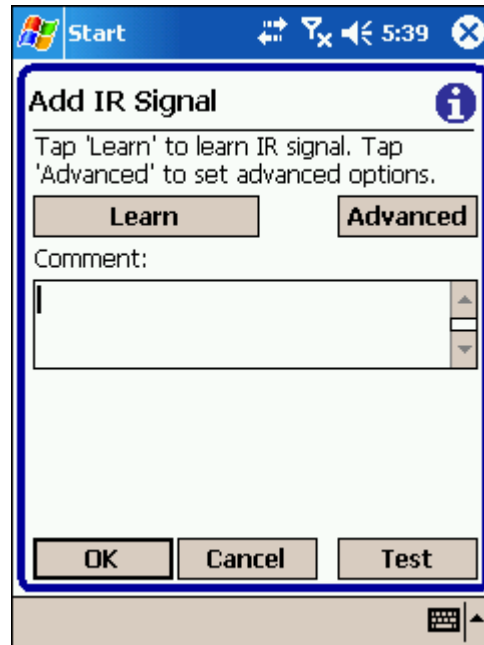 Start 5:39
Add IR Signal
Tap 'Learn' to learn IR signal. Tap
'Advanced' to set advanced options.
Learn Advanced
Comment:
OK Cancel Test